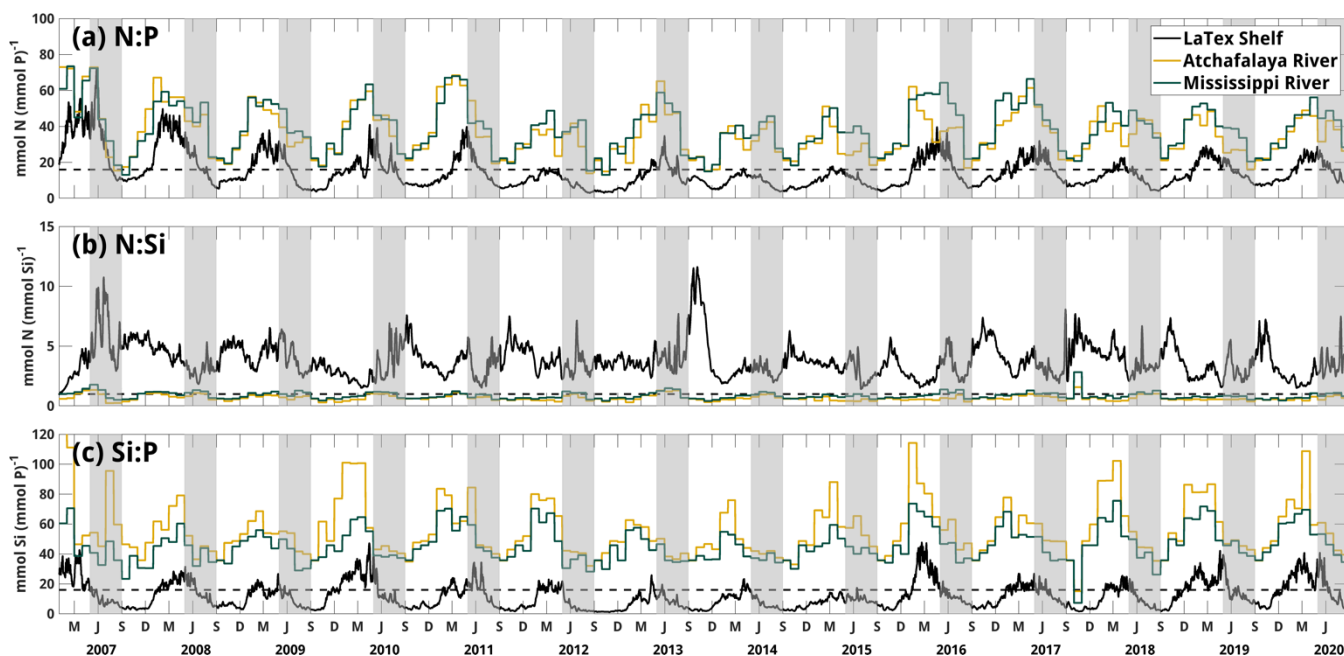 (a) N:P
LaTex Shelf
Atchafalaya River
Mississippi River
mmol N (mmol P)-1
100
80
60
40
20
0
(b) N:Si
mmol N (mmol Si)-1
15
10
5
0
(c) Si:P
mmol Si (mmol P)-1
120
100
80
60
40
20
0
M J S D M J S D M J S D M J S D M J S D M J S D M J S D M J S D M J S D M J S D M J S D M J S D M J S D M J
2007 2008 2009 2010 2011 2012 2013 2014 2015 2016 2017 2018 2019 2020